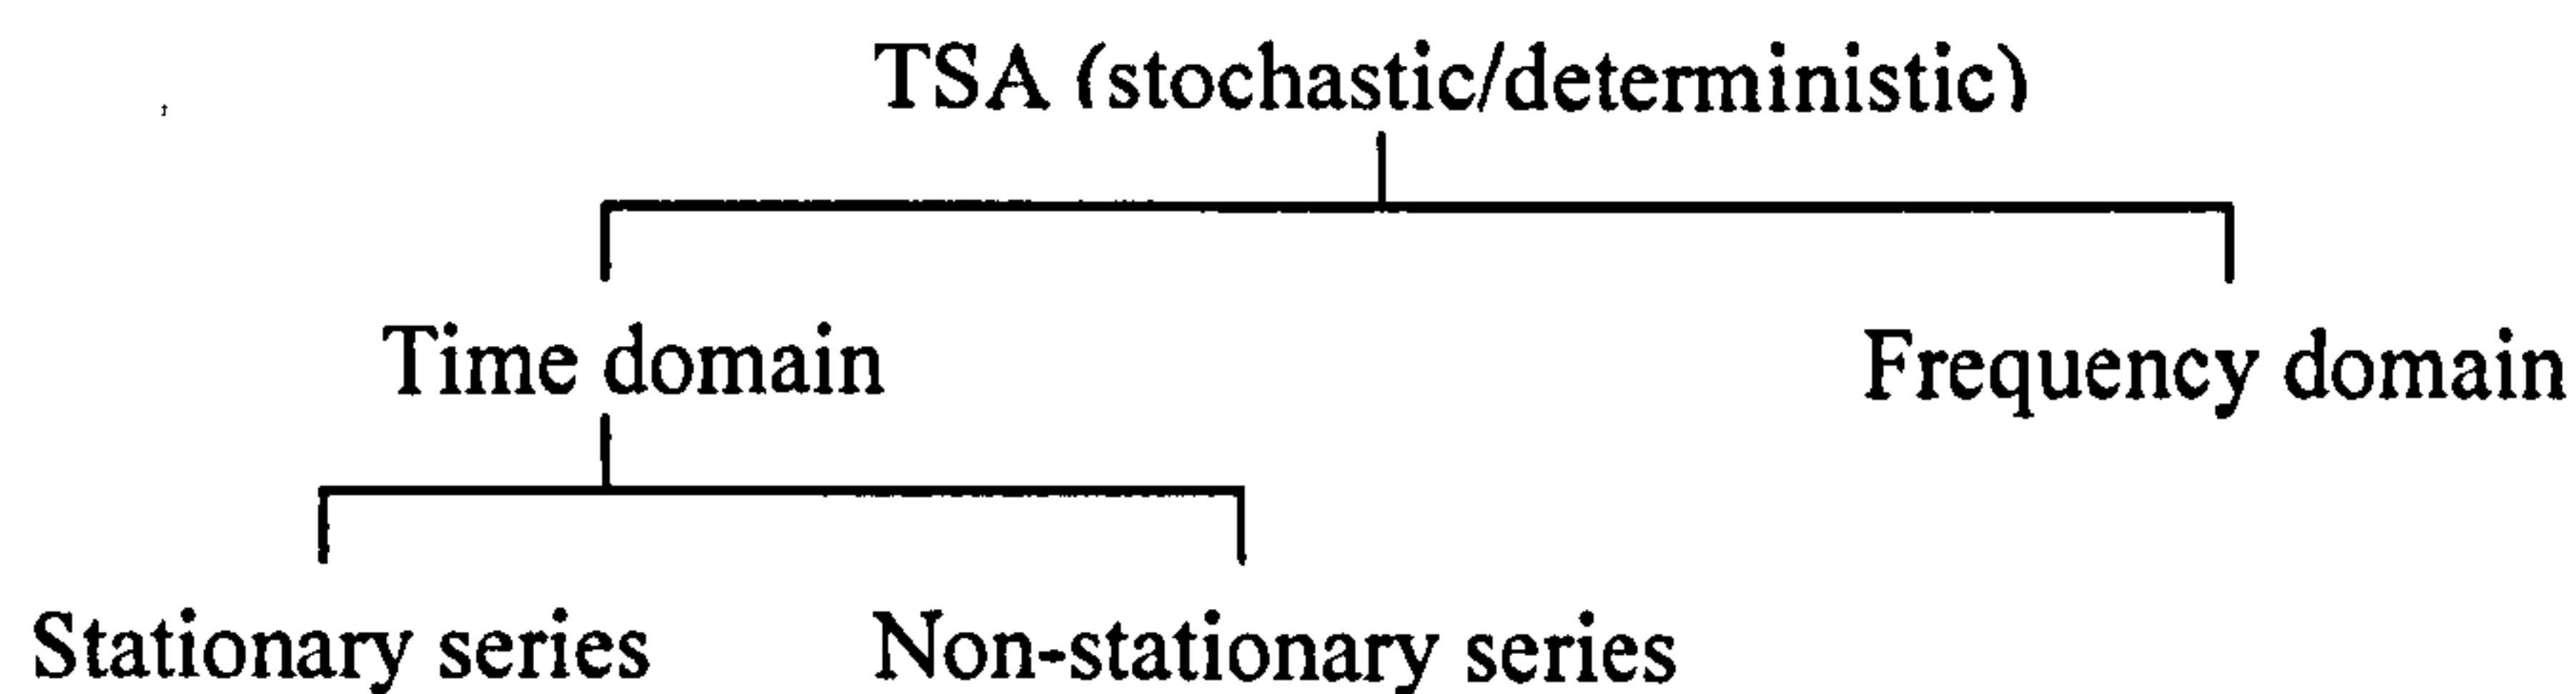 TSA (stochastic/deterministic)
Time domain
Frequency domain
Stationary series
Non-stationary series